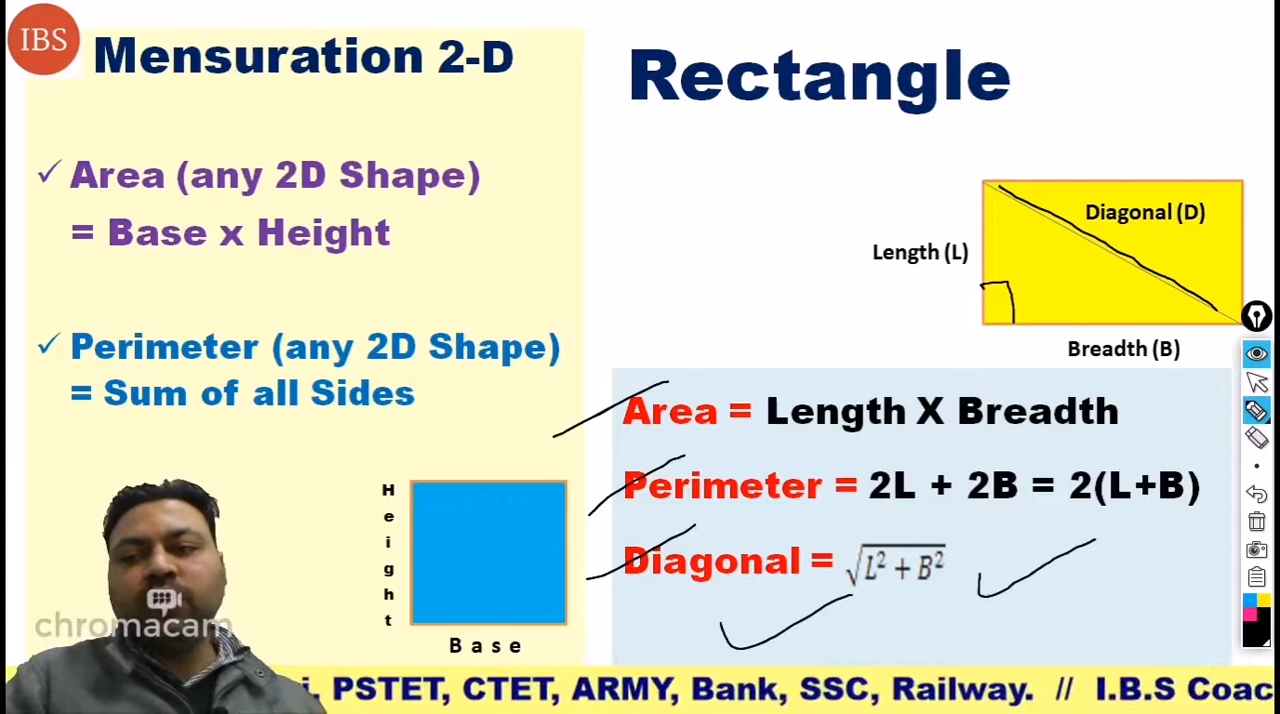 IBS
Mensuration 2-D
Rectangle
✓ Area (any 2D Shape)
= Base x Height
Diagonal (D)
Length (L)
Breadth (B)
✓ Perimeter (any 2D Shape)
= Sum of all Sides
Area = Length X Breadth
Perimeter = 2L + 2B = 2(L+B)
Diagonal = √L² + B²
Height
Base
chromacam
i, PSTET, CTET, ARMY, Bank, SSC, Railway. // I.B.S Coac